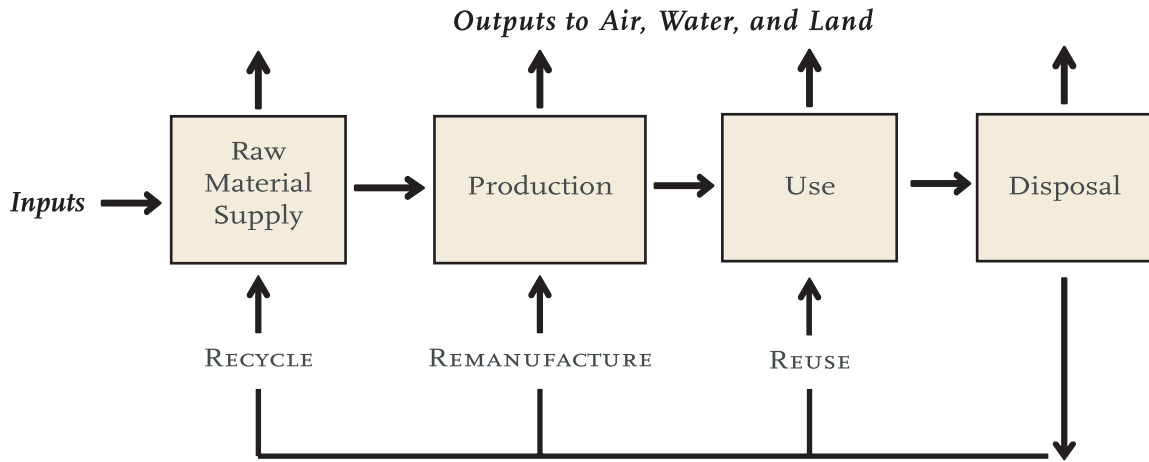 Outputs to Air, Water, and Land
Inputs
Raw
Material
Supply
Production
Use
Disposal
Recycle
Remanufacture
Reuse